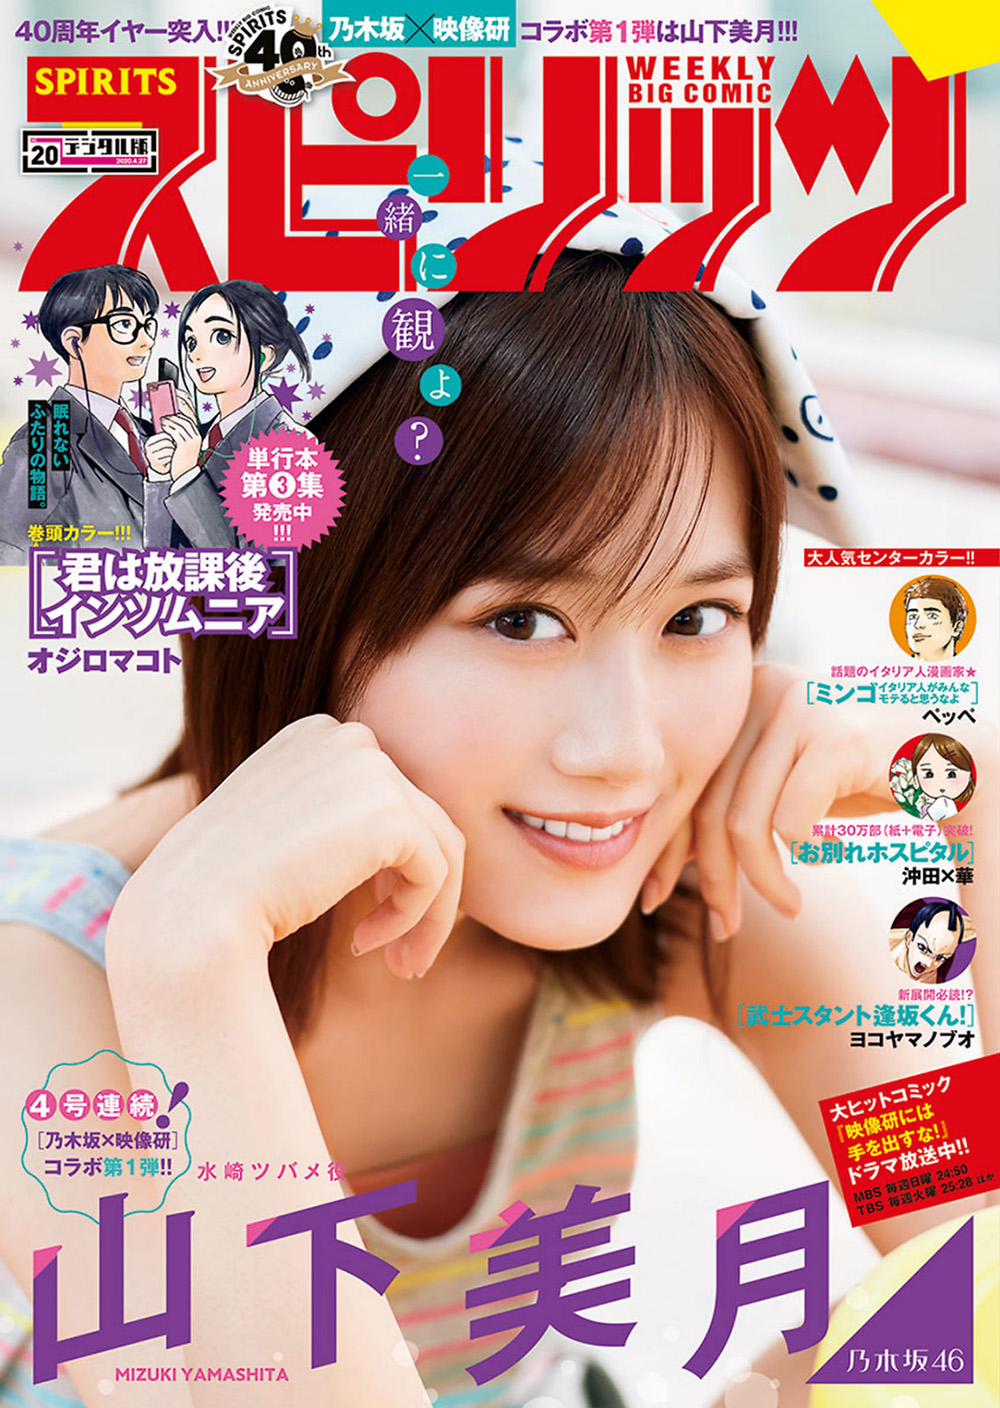 40周年イヤー突入!!
WEEKLY BIG COMIC SPIRITS
40th
ANNIVERSARY
乃木坂×映像研
コラボ第1弾は山下美月!!!
SPIRITS
スピリッツ
WEEKLY
BIG COMIC
NO.
20
デジタル版
2020.4.27
一緒に観よ?
眠れない
ふたりの物語。
単行本
第3集
発売中
!!!
巻頭カラー!!!
[君は放課後
インソムニア]
オジロマコト
大人気センターカラー!!
話題のイタリア人漫画家★
[ミンゴ イタリア人がみんな
モテると思うなよ]
ペッペ
累計30万部(紙+電子)突破!
[お別れホスピタル]
沖田×華
新展開必読!?
[武士スタント逢坂くん!]
ヨコヤマノブオ
大ヒットコミック
『映像研には
手を出すな!』
ドラマ放送中!!
MBS 毎週日曜 24:50
TBS 毎週火曜 25:28 ほか
4号連続!
[乃木坂×映像研]
コラボ第1弾!!
水崎ツバメ役
山下美月
MIZUKI YAMASHITA
乃木坂46